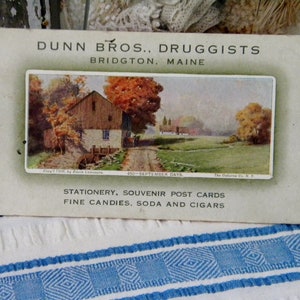 DUNN BROS., DRUGGISTS
BRIDGTON, MAINE
SEPTEMBER DAYS
STATIONERY, SOUVENIR POST CARDS
FINE CANDIES, SODA AND CIGARS